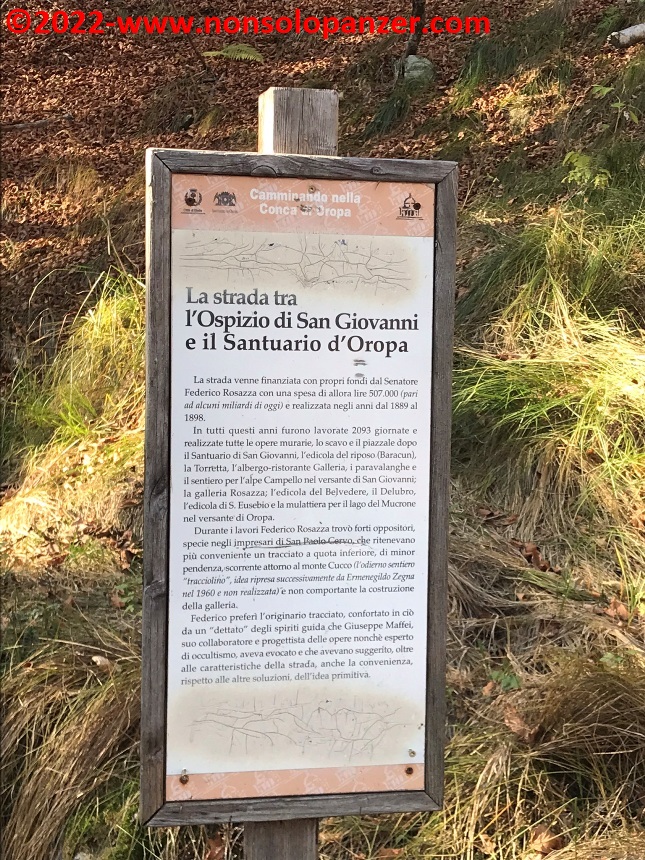 ©2022-www.nonsolopanzer.com
Camminando nella
Conca d'Oropa
La strada tra
l'Ospizio di San Giovanni
e il Santuario d'Oropa
La strada venne finanziata con propri fondi dal Senatore
Federico Rosazza con una spesa di allora lire 507.000 (pari
ad alcuni miliardi di oggi) e realizzata negli anni dal 1889 al
1898.
In tutti questi anni furono lavorate 2093 giornate e
realizzate tutte le opere murarie, lo scavo e il piazzale dopo
il Santuario di San Giovanni, l'edicola del riposo (Baracun),
la Torretta, l'albergo-ristorante Galleria, i paravalanghe e
il sentiero per l'alpe Campello nel versante di San Giovanni;
la galleria Rosazza; l'edicola del Belvedere, il Delubro,
l'edicola di S. Eusebio e la mulattiera per il lago del Mucrone
nel versante di Oropa.
Durante i lavori Federico Rosazza trovò forti oppositori,
specie negli impresari di San Paolo Cervo, che ritenevano
più conveniente un tracciato a quota inferiore, di minor
pendenza, scorrente attorno al monte Cucco (l'odierno sentiero
"tracciolino", idea ripresa successivamente da Ermenegildo Zegna
nel 1960 e non realizzata) e non comportante la costruzione
della galleria.
Federico preferì l'originario tracciato, confortato in ciò
da un "dettato" degli spiriti guida che Giuseppe Maffei,
suo collaboratore e progettista delle opere nonchè esperto
di occultismo, aveva evocato e che avevano suggerito, oltre
alle caratteristiche della strada, anche la convenienza,
rispetto alle altre soluzioni, dell'idea primitiva.